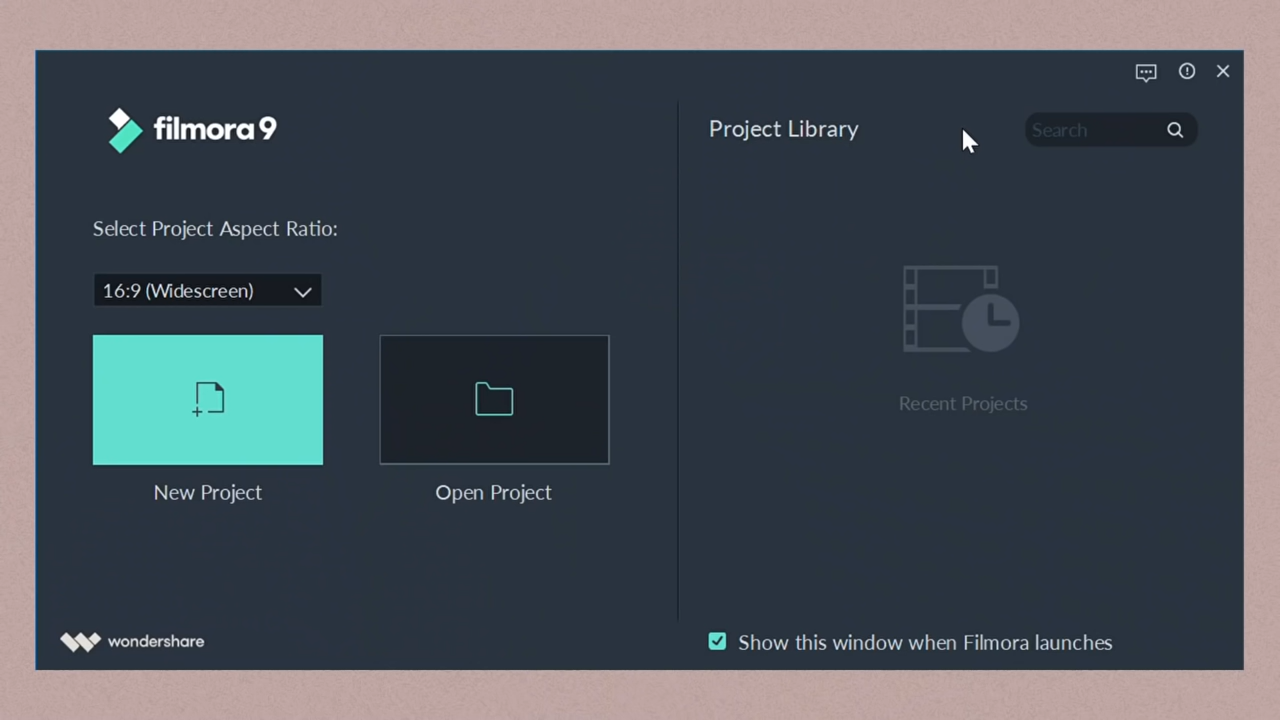 filmora9
Select Project Aspect Ratio:
16:9 (Widescreen)
New Project
Open Project
wondershare
Project Library
Search
Recent Projects
Show this window when Filmora launches